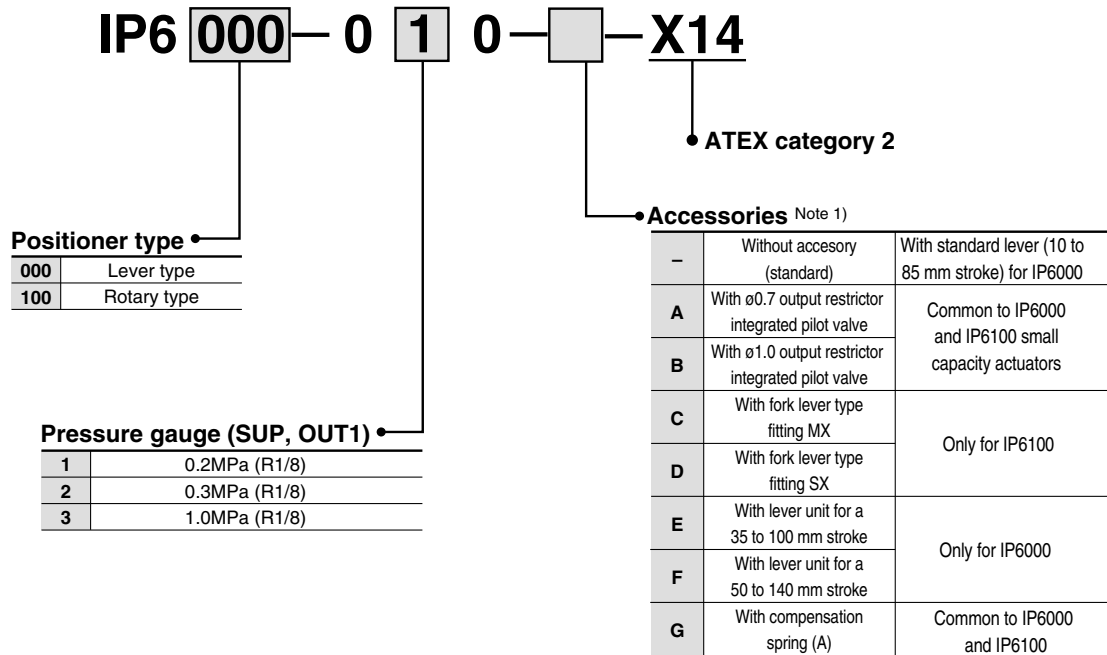 IP6 000 — 0 1 0 — — X14
ATEX category 2
Positioner type
000 Lever type
100 Rotary type
Pressure gauge (SUP, OUT1)
1 0.2MPa (R1/8)
2 0.3MPa (R1/8)
3 1.0MPa (R1/8)
Accessories Note 1)
– Without accesory
(standard)
With standard lever (10 to
85 mm stroke) for IP6000
A With ø0.7 output restrictor
integrated pilot valve
B With ø1.0 output restrictor
integrated pilot valve
Common to IP6000
and IP6100 small
capacity actuators
C With fork lever type
fitting MX
D With fork lever type
fitting SX
Only for IP6100
E With lever unit for a
35 to 100 mm stroke
F With lever unit for a
50 to 140 mm stroke
Only for IP6000
G With compensation
spring (A)
Common to IP6000
and IP6100